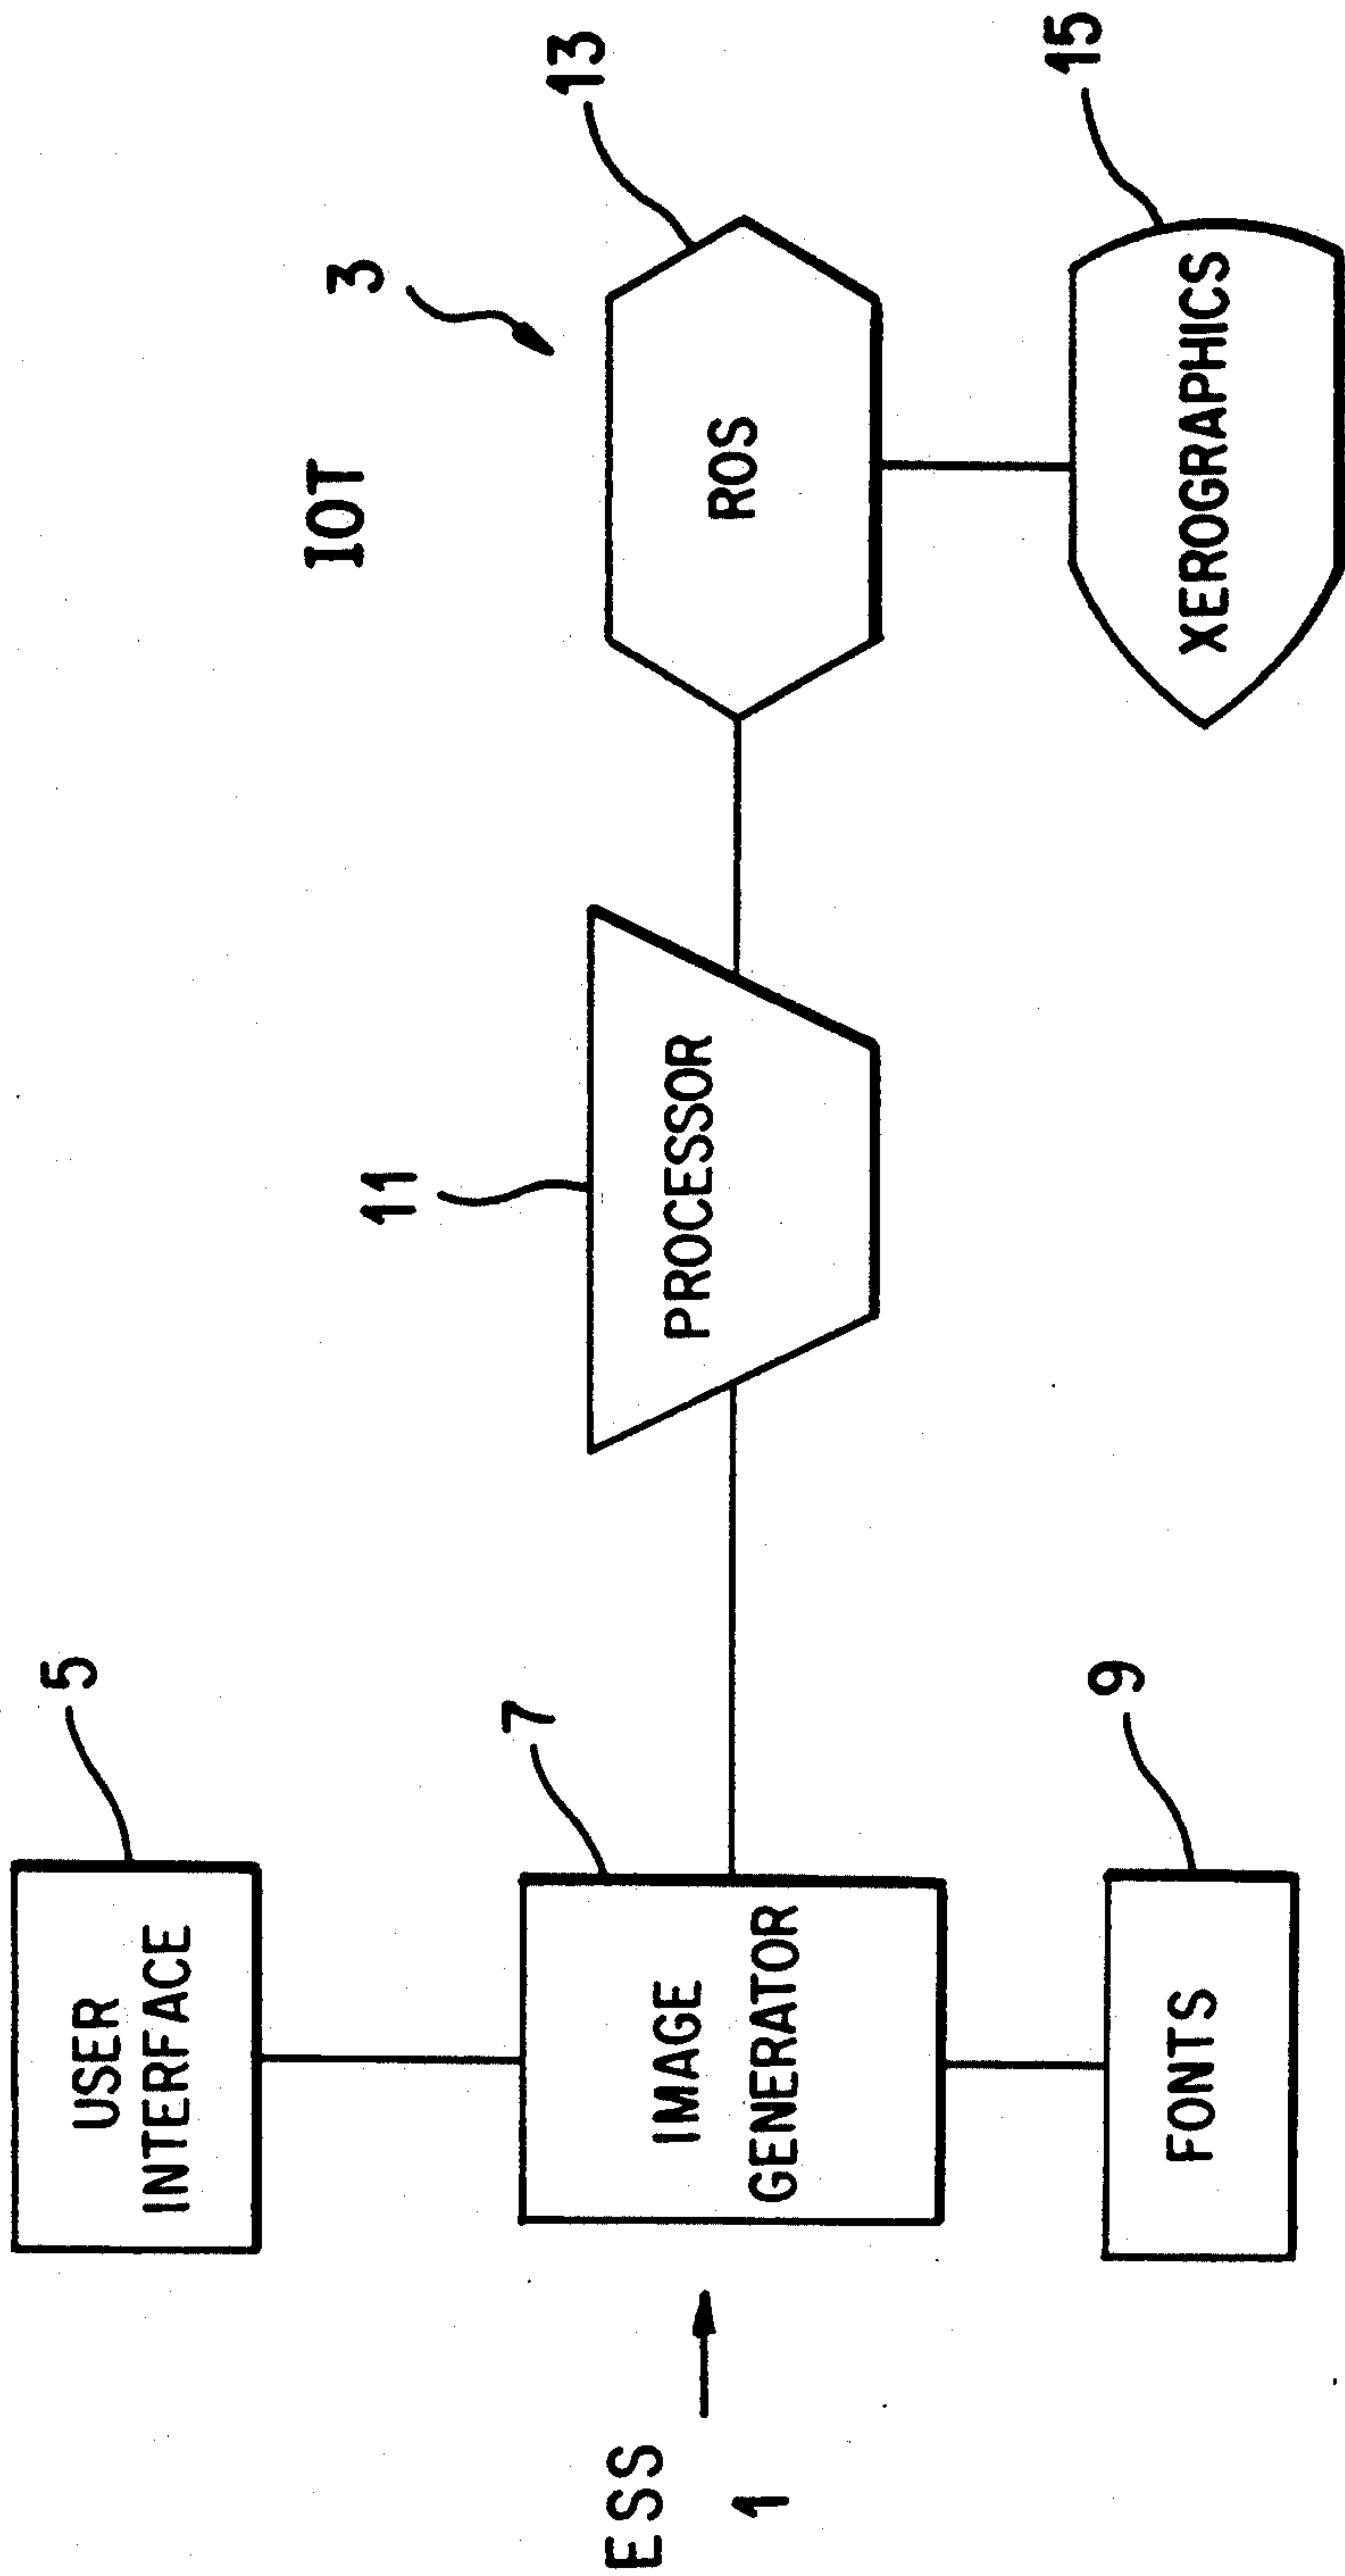 IOT
3
13
ROS
15
XEROGRAPHICS
11
PROCESSOR
5
USER
INTERFACE
7
IMAGE
GENERATOR
9
FONTS
ESS
1